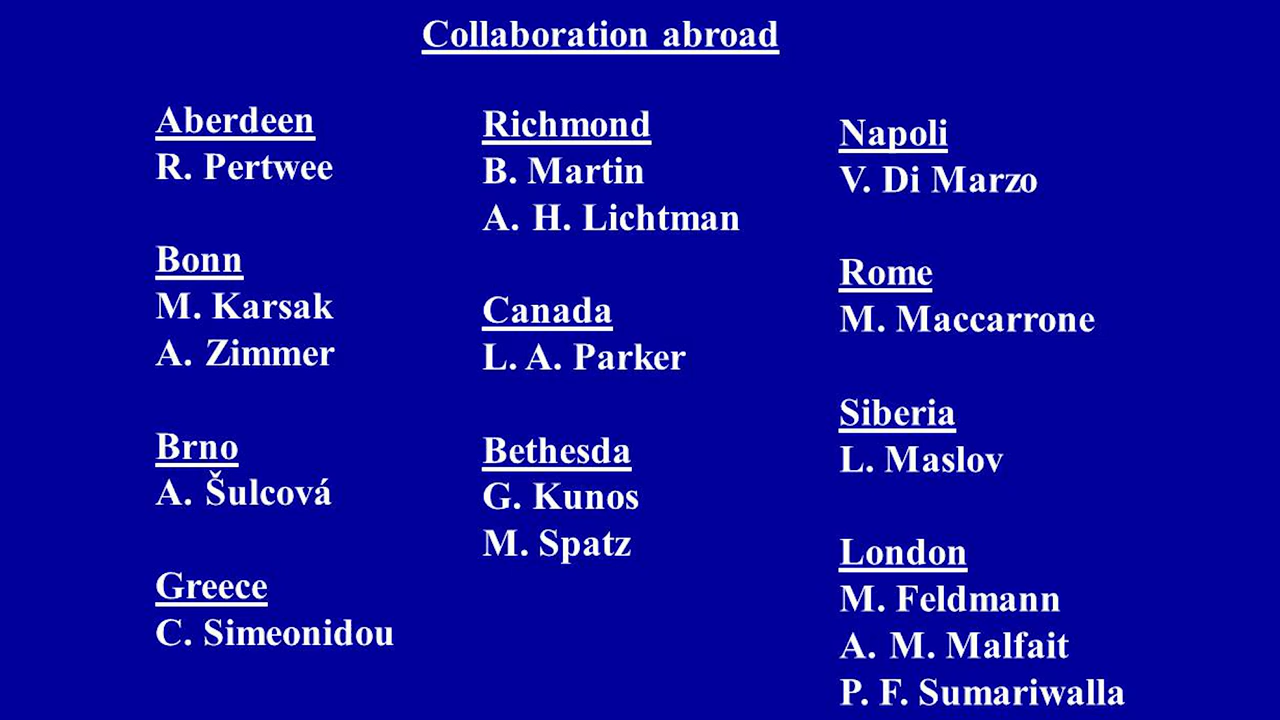 Collaboration abroad
Aberdeen
R. Pertwee
Bonn
M. Karsak
A. Zimmer
Brno
A. Šulcová
Greece
C. Simeonidou
Richmond
B. Martin
A. H. Lichtman
Canada
L. A. Parker
Bethesda
G. Kunos
M. Spatz
Napoli
V. Di Marzo
Rome
M. Maccarrone
Siberia
L. Maslov
London
M. Feldmann
A. M. Malfait
P. F. Sumariwalla